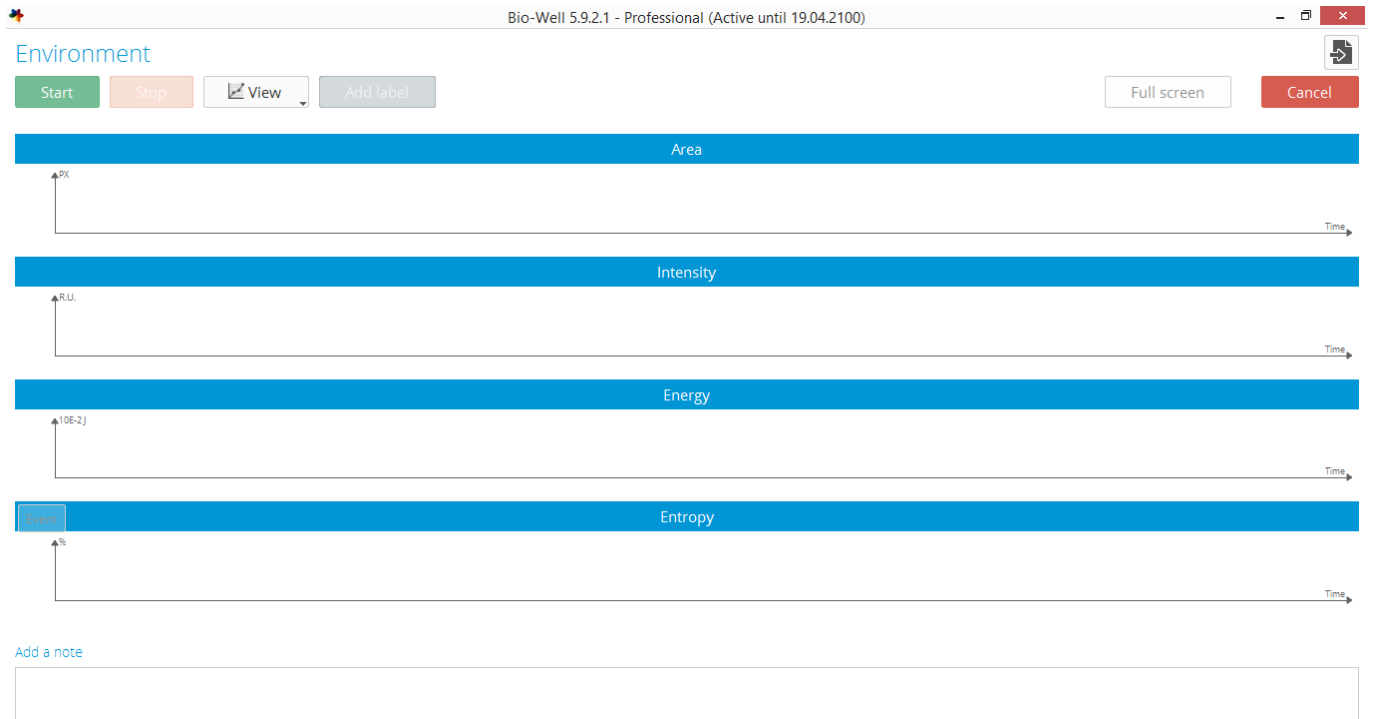 Bio-Well 5.9.2.1 - Professional (Active until 19.04.2100)
Environment
Start Stop View Add label Full screen Cancel
Area
PX
Time
Intensity
R.U.
Time
Energy
10E-2 J
Time
Entropy
%
Time
Add a note